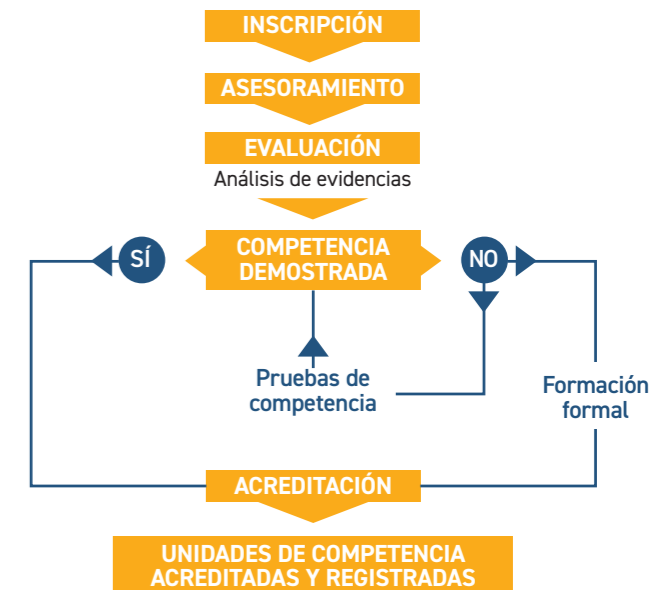 INSCRIPCIÓN
ASESORAMIENTO
EVALUACIÓN
Análisis de evidencias
SÍ
COMPETENCIA
DEMOSTRADA
NO
Pruebas de
competencia
Formación
formal
ACREDITACIÓN
UNIDADES DE COMPETENCIA
ACREDITADAS Y REGISTRADAS